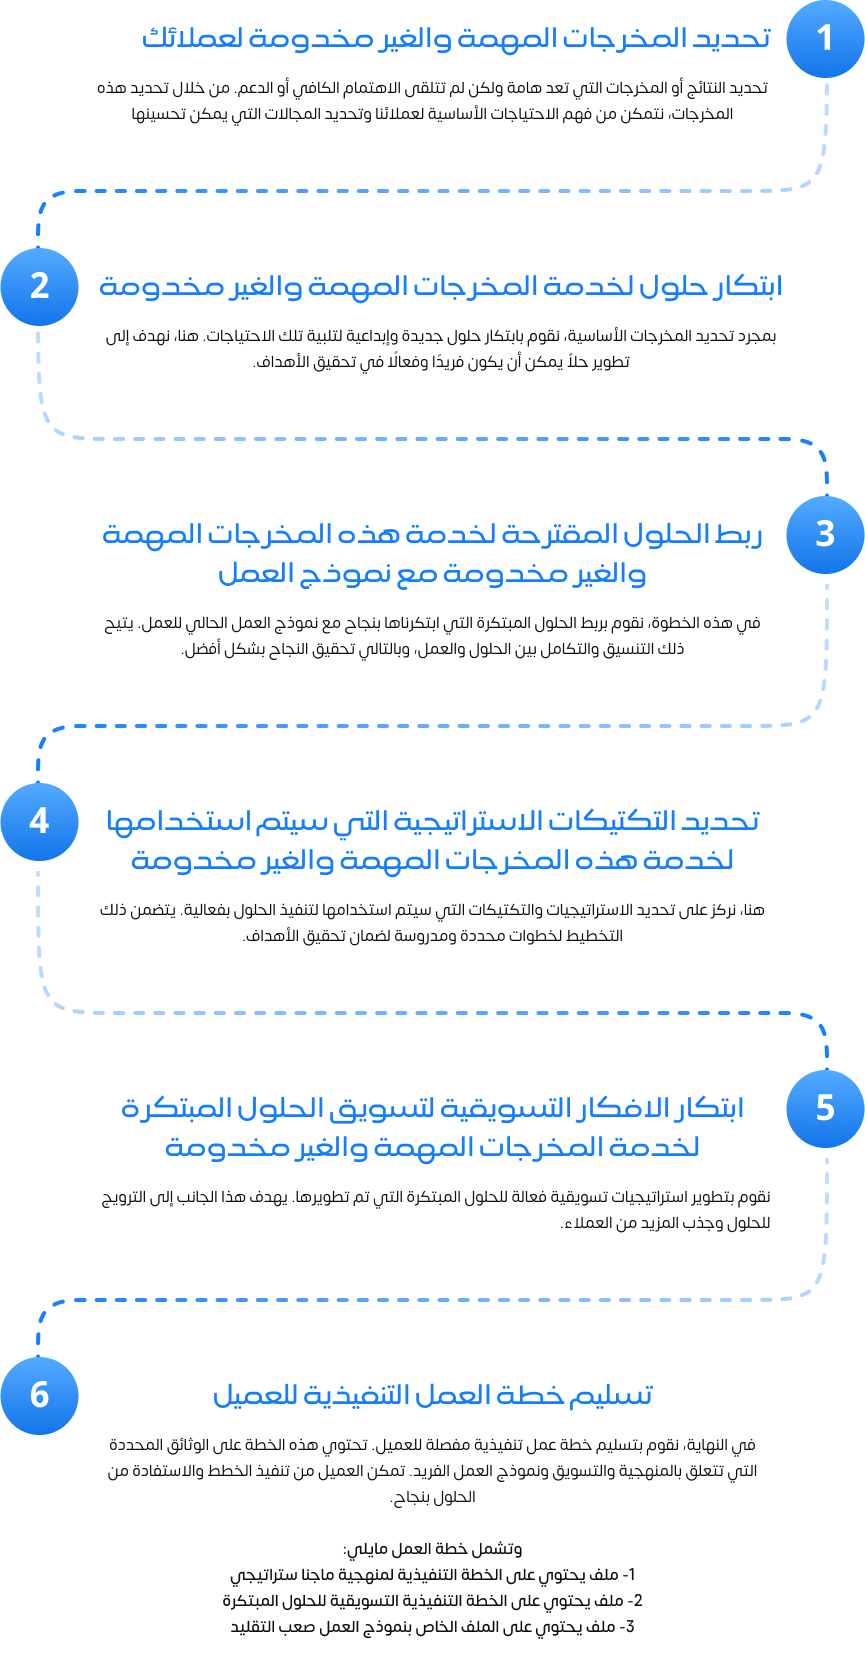 1
تحديد المخرجات المهمة والغير مخدومة لعملائك
تحديد النتائج أو المخرجات التي تعد هامة ولكن لم تتلقى الاهتمام الكافي أو الدعم. من خلال تحديد هذه
المخرجات، نتمكن من فهم الاحتياجات الأساسية لعملائنا وتحديد المجالات التي يمكن تحسينها
2
ابتكار حلول لخدمة المخرجات المهمة والغير مخدومة
بمجرد تحديد المخرجات الأساسية، نقوم بابتكار حلول جديدة وإبداعية لتلبية تلك الاحتياجات. هنا، نهدف إلى
تطوير حلاً يمكن أن يكون فريدًا وفعالًا في تحقيق الأهداف.
3
ربط الحلول المقترحة لخدمة هذه المخرجات المهمة
والغير مخدومة مع نموذج العمل
في هذه الخطوة، نقوم بربط الحلول المبتكرة التي ابتكرناها بنجاح مع نموذج العمل الحالي للعمل. يتيح
ذلك التنسيق والتكامل بين الحلول والعمل، وبالتالي تحقيق النجاح بشكل أفضل.
4
تحديد التكتيكات الاستراتيجية التي سيتم استخدامها
لخدمة هذه المخرجات المهمة والغير مخدومة
هنا، نركز على تحديد الاستراتيجيات والتكتيكات التي سيتم استخدامها لتنفيذ الحلول بفعالية. يتضمن ذلك
التخطيط لخطوات محددة ومدروسة لضمان تحقيق الأهداف.
5
ابتكار الافكار التسويقية لتسويق الحلول المبتكرة
لخدمة المخرجات المهمة والغير مخدومة
نقوم بتطوير استراتيجيات تسويقية فعالة للحلول المبتكرة التي تم تطويرها. يهدف هذا الجانب إلى الترويج
للحلول وجذب المزيد من العملاء.
6
تسليم خطة العمل التنفيذية للعميل
في النهاية، نقوم بتسليم خطة عمل تنفيذية مفصلة للعميل. تحتوي هذه الخطة على الوثائق المحددة
التي تتعلق بالمنهجية والتسويق ونموذج العمل الفريد. تمكن العميل من تنفيذ الخطط والاستفادة من
الحلول بنجاح.
وتشمل خطة العمل مايلي:
1- ملف يحتوي على الخطة التنفيذية لمنهجية ماجنا ستراتيجي
2- ملف يحتوي على الخطة التنفيذية التسويقية للحلول المبتكرة
3- ملف يحتوي على الملف الخاص بنموذج العمل صعب التقليد